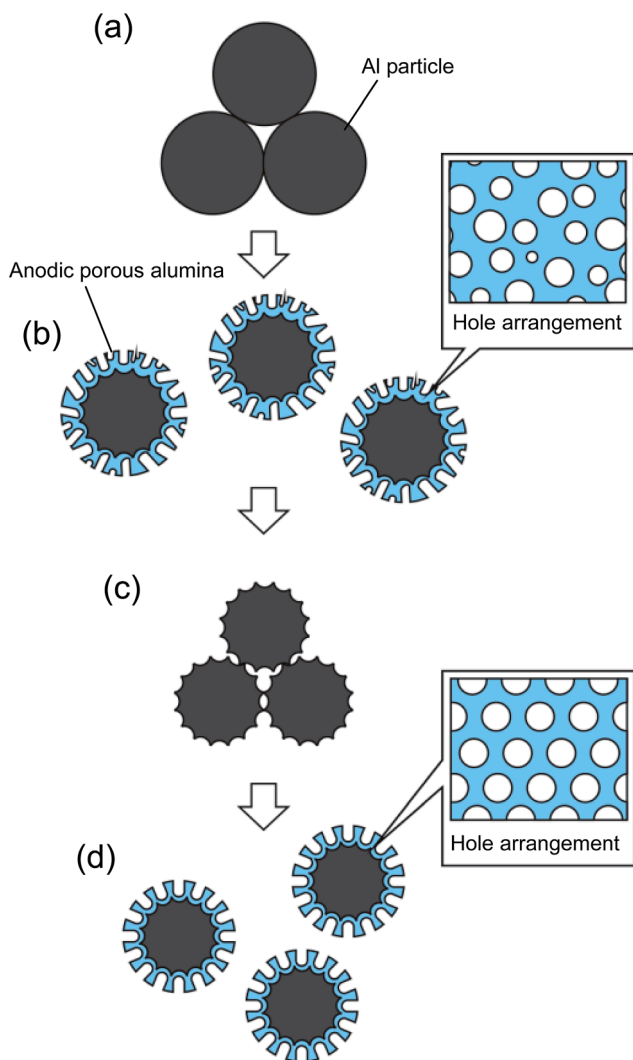 (a)
Al particle
Anodic porous alumina
(b)
Hole arrangement
(c)
Hole arrangement
(d)